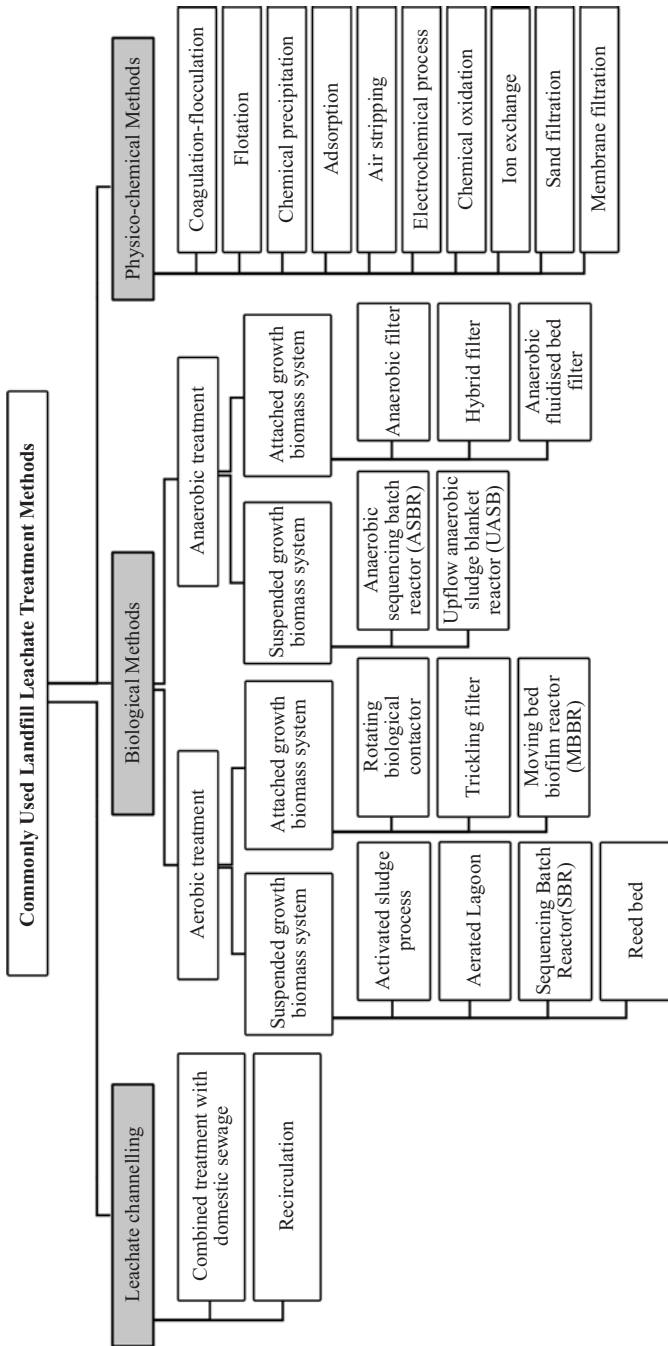 Commonly Used Landfill Leachate Treatment Methods
Leachate channelling
Combined treatment with
domestic sewage
Recirculation
Biological Methods
Aerobic treatment
Suspended growth
biomass system
Activated sludge
process
Aerated Lagoon
Sequencing Batch
Reactor(SBR)
Reed bed
Attached growth
biomass system
Rotating
biological
contactor
Trickling filter
Moving bed
biofilm reactor
(MBBR)
Anaerobic treatment
Suspended growth
biomass system
Anaerobic
sequencing batch
reactor (ASBR)
Upflow anaerobic
sludge blanket
reactor (UASB)
Attached growth
biomass system
Anaerobic filter
Hybrid filter
Anaerobic
fluidised bed
filter
Physico-chemical Methods
Coagulation-flocculation
Flotation
Chemical precipitation
Adsorption
Air stripping
Electrochemical process
Chemical oxidation
Ion exchange
Sand filtration
Membrane filtration